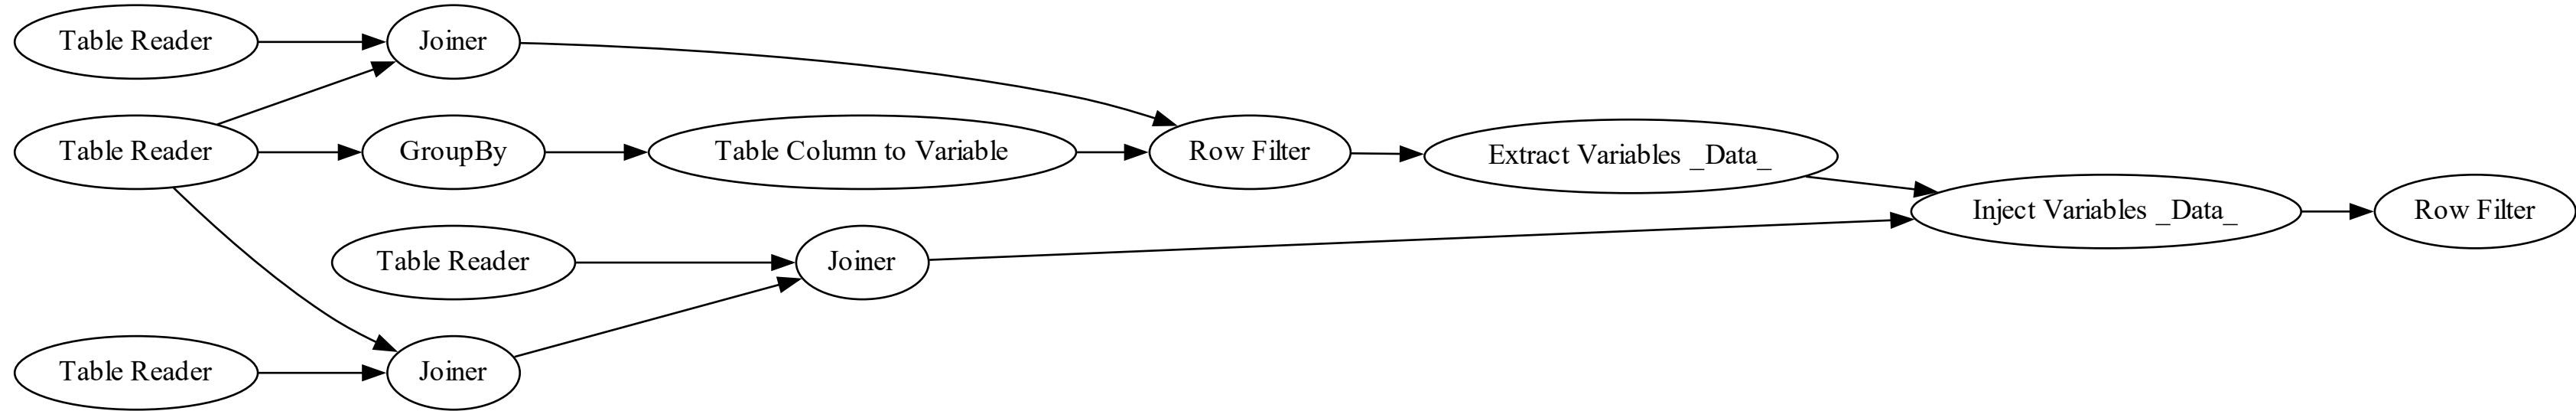 Table Reader
Joiner
Table Reader
GroupBy
Table Column to Variable
Row Filter
Extract Variables _Data_
Inject Variables _Data_
Row Filter
Table Reader
Joiner
Table Reader
Joiner